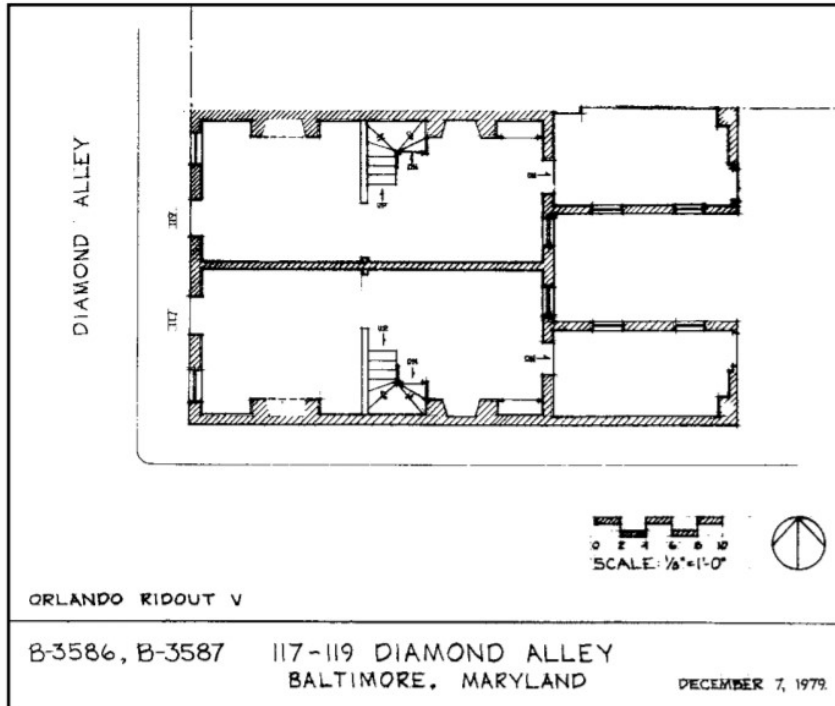 DIAMOND ALLEY
119
DN
UP
DN
117
UP
DN
DN
0 2 4 6 8 10
SCALE: 1/8"=1'-0"
ORLANDO RIDOUT V
B-3586, B-3587 117-119 DIAMOND ALLEY
BALTIMORE, MARYLAND
DECEMBER 7, 1979.